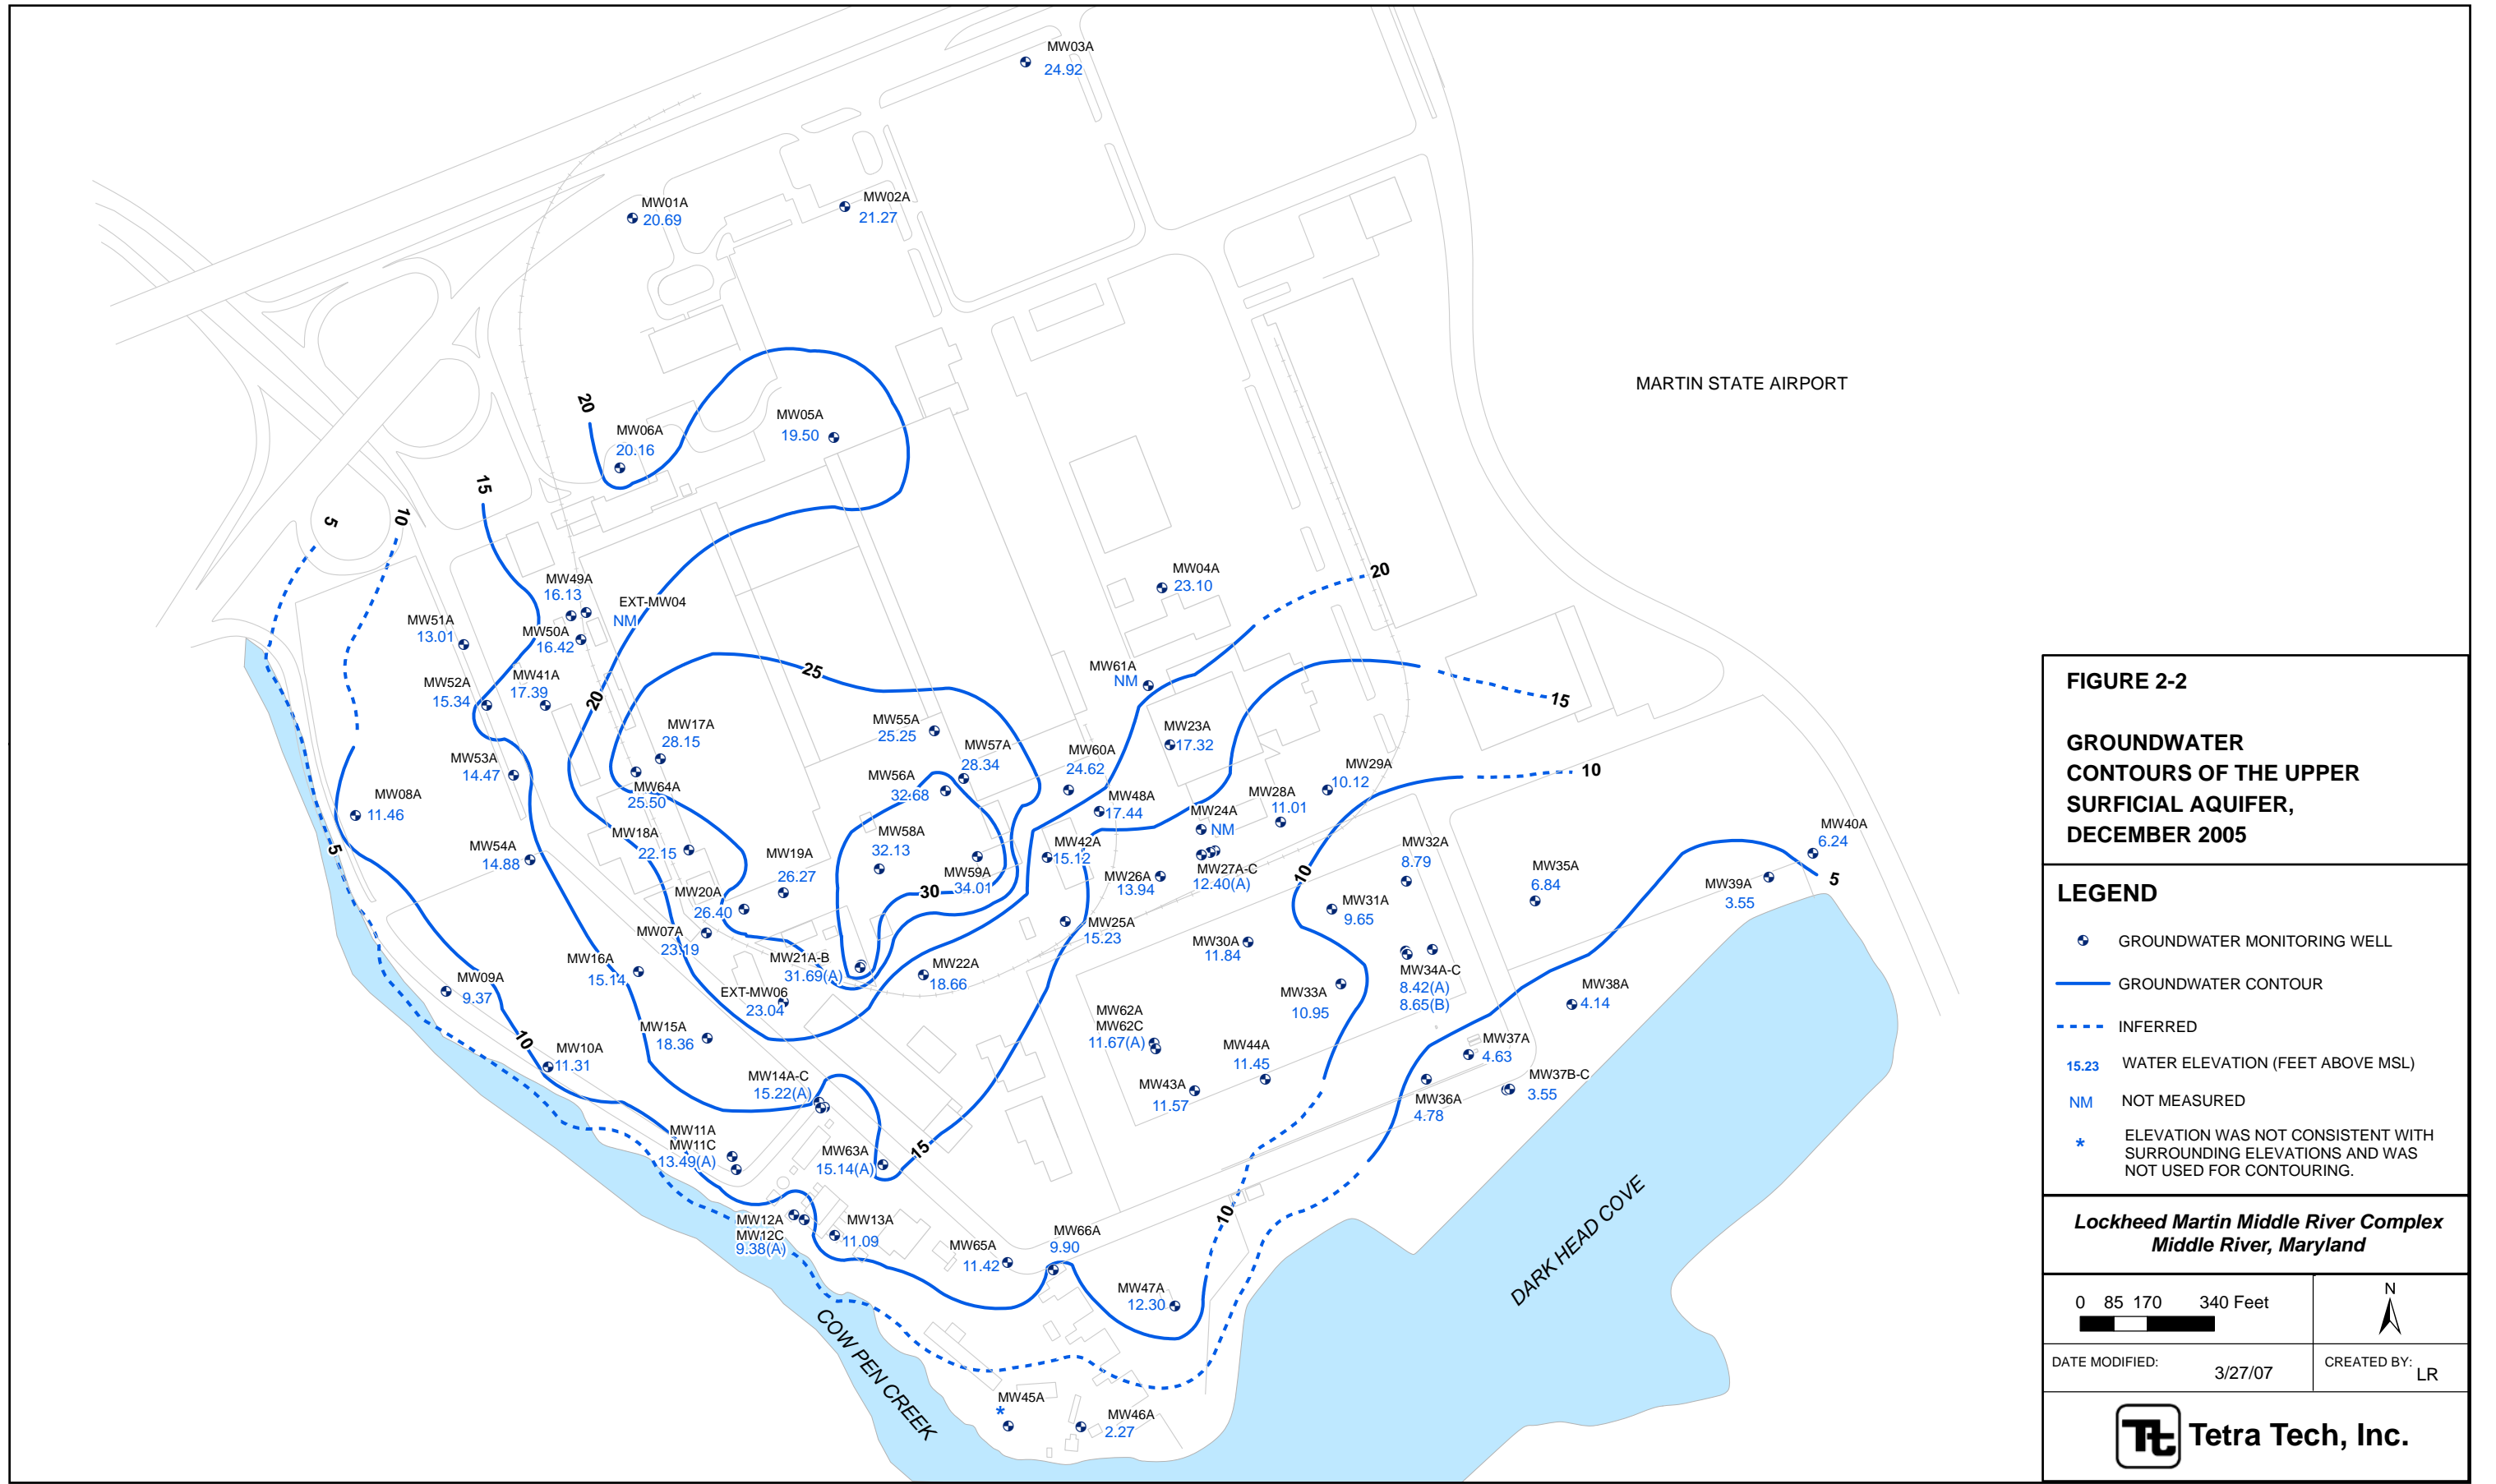 MW03A
24.92
MW01A
20.69
MW02A
21.27
MARTIN STATE AIRPORT
20
MW06A
20.16
MW05A
19.50
15
10
5
MW49A
16.13
EXT-MW04
NM
MW50A
16.42
MW51A
13.01
MW04A
23.10
20
MW52A
15.34
MW41A
17.39
20
25
MW61A
NM
15
MW17A
28.15
MW55A
25.25
MW57A
28.34
MW60A
24.62
MW23A
17.32
MW53A
14.47
MW64A
25.50
MW56A
32.68
MW48A
17.44
MW29A
10.12
10
MW08A
11.46
MW28A
11.01
MW24A
NM
5
MW54A
14.88
MW18A
22.15
MW19A
26.27
MW58A
32.13
MW59A
34.01
30
MW42A
15.12
MW26A
13.94
MW27A-C
12.40(A)
10
MW32A
8.79
MW35A
6.84
MW40A
6.24
MW39A
3.55
5
MW20A
26.40
MW07A
23.19
MW25A
15.23
MW31A
9.65
MW30A
11.84
MW16A
15.14
MW21A-B
31.69(A)
MW22A
18.66
MW09A
9.37
EXT-MW06
23.04
MW33A
10.95
MW34A-C
8.42(A)
8.65(B)
MW38A
4.14
10
MW10A
11.31
MW15A
18.36
MW62A
MW62C
11.67(A)
MW44A
11.45
MW37A
4.63
MW14A-C
15.22(A)
MW43A
11.57
MW36A
4.78
MW37B-C
3.55
MW11A
MW11C
13.49(A)
MW63A
15.14(A)
15
MW12A
MW12C
9.38(A)
MW13A
11.09
MW65A
11.42
MW66A
9.90
10
MW47A
12.30
DARK HEAD COVE
COW PEN CREEK
MW45A
*
MW46A
2.27
FIGURE 2-2
GROUNDWATER
CONTOURS OF THE UPPER
SURFICIAL AQUIFER,
DECEMBER 2005
LEGEND
GROUNDWATER MONITORING WELL
GROUNDWATER CONTOUR
INFERRED
15.23 WATER ELEVATION (FEET ABOVE MSL)
NM NOT MEASURED
* ELEVATION WAS NOT CONSISTENT WITH
SURROUNDING ELEVATIONS AND WAS
NOT USED FOR CONTOURING.
Lockheed Martin Middle River Complex
Middle River, Maryland
0 85 170 340 Feet
N
DATE MODIFIED: 3/27/07
CREATED BY: LR
Tt Tetra Tech, Inc.